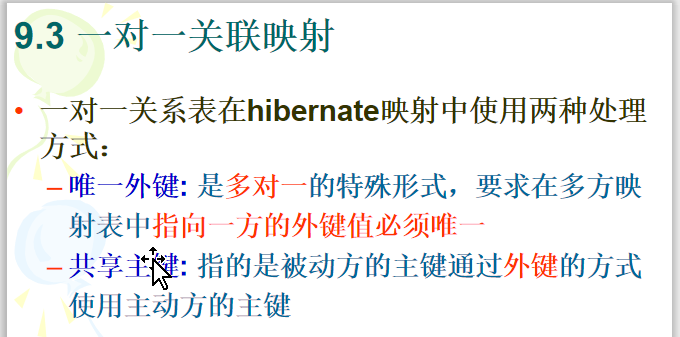 9.3 一对一关联映射
• 一对一关系表在hibernate映射中使用两种处理
方式：
– 唯一外键: 是多对一的特殊形式，要求在多方映
射表中指向一方的外键值必须唯一
– 共享主键: 指的是被动方的主键通过外键的方式
使用主动方的主键